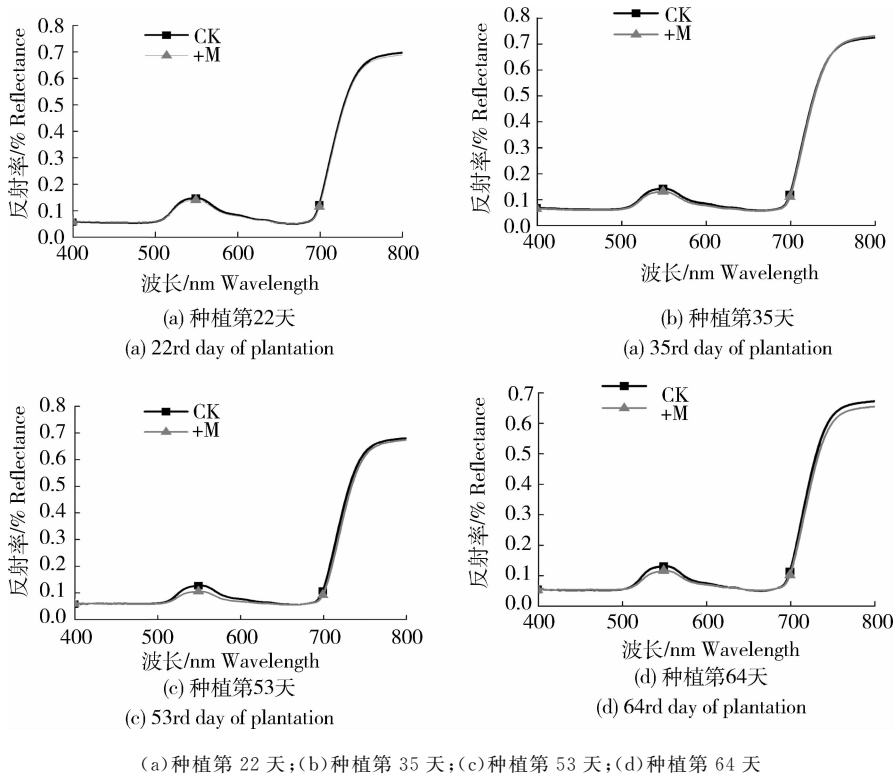 0.8
0.7
0.6
0.5
0.4
0.3
0.2
0.1
0.0
反射率/% Reflectance
CK
+M
400 500 600 700 800
波长/nm Wavelength
(a) 种植第22天
(a) 22rd day of plantation
0.8
0.7
0.6
0.5
0.4
0.3
0.2
0.1
0.0
反射率/% Reflectance
CK
+M
400 500 600 700 800
波长/nm Wavelength
(b) 种植第35天
(a) 35rd day of plantation
0.8
0.7
0.6
0.5
0.4
0.3
0.2
0.1
0.0
反射率/% Reflectance
CK
+M
400 500 600 700 800
波长/nm Wavelength
(c) 种植第53天
(c) 53rd day of plantation
0.7
0.6
0.5
0.4
0.3
0.2
0.1
0.0
反射率/% Reflectance
CK
+M
400 500 600 700 800
波长/nm Wavelength
(d) 种植第64天
(d) 64rd day of plantation
(a)种植第 22 天;(b)种植第 35 天;(c)种植第 53 天;(d)种植第 64 天